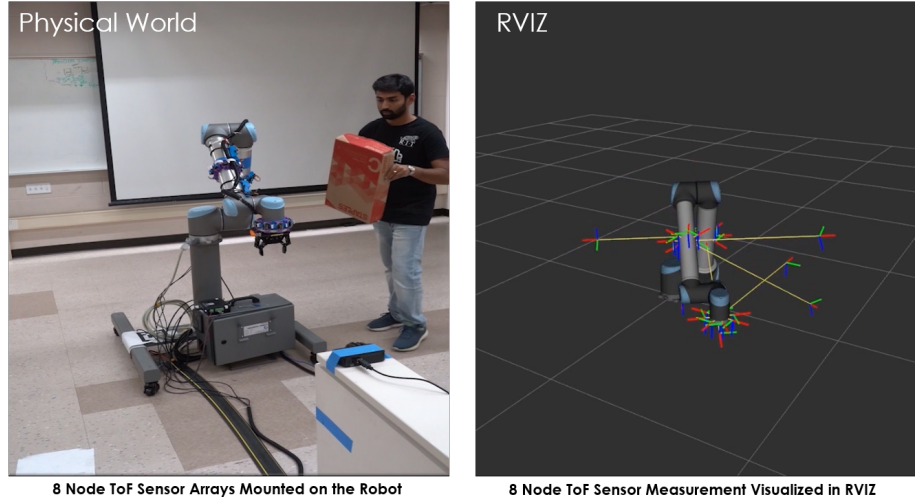 Physical World
RVIZ
8 Node ToF Sensor Arrays Mounted on the Robot
8 Node ToF Sensor Measurement Visualized in RVIZ